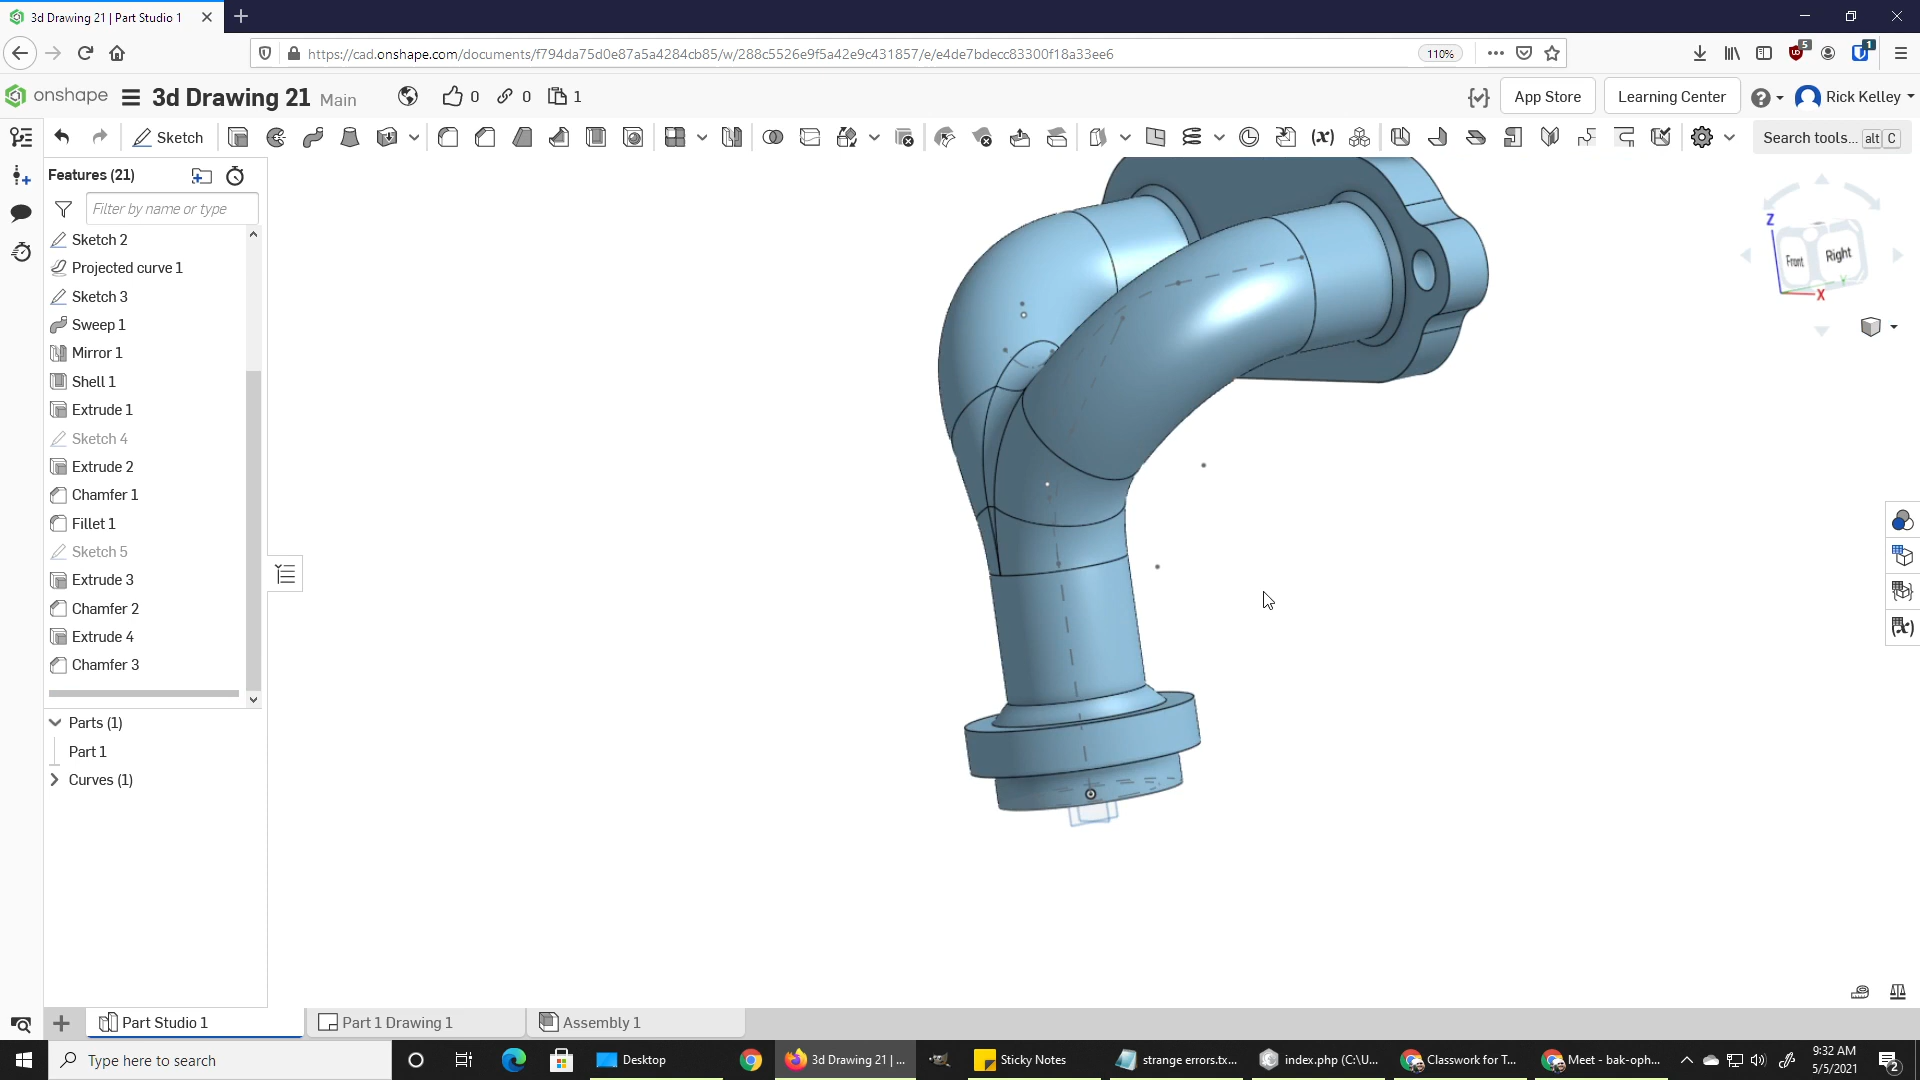 3d Drawing 21 | Part Studio 1
https://cad.onshape.com/documents/f794da75d0e87a5a4284cb85/w/288c5526e9f5a42e9c431857/e/e4de7bdecc83300f18a33ee6
110%
5
1
onshape
3d Drawing 21 Main
0
0
1
App Store
Learning Center
Rick Kelley
Sketch
Search tools... alt C
Features (21)
Filter by name or type
Sketch 2
Projected curve 1
Sketch 3
Sweep 1
Mirror 1
Shell 1
Extrude 1
Sketch 4
Extrude 2
Chamfer 1
Fillet 1
Sketch 5
Extrude 3
Chamfer 2
Extrude 4
Chamfer 3
Parts (1)
Part 1
Curves (1)
Z
Front
Right
Y
X
Part Studio 1
Part 1 Drawing 1
Assembly 1
Type here to search
Desktop
3d Drawing 21 | ...
Sticky Notes
strange errors.tx...
index.php (C:\U...
Classwork for T...
Meet - bak-oph...
9:32 AM
5/5/2021
2